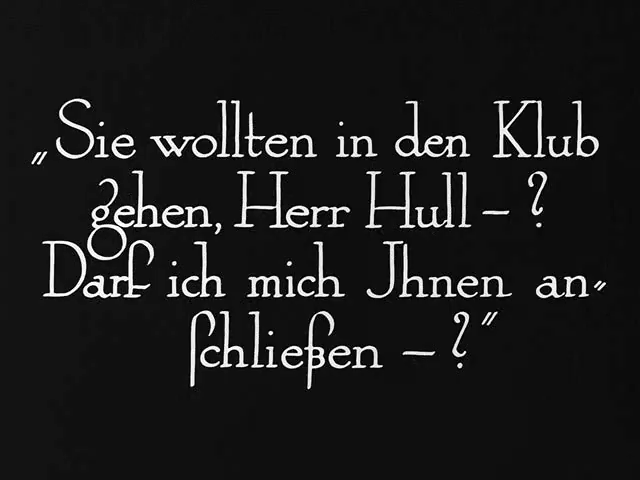 „Sie wollten in den Klub
gehen, Herr Hull – ?
Darf ich mich Jhnen an-
schließen – ?"